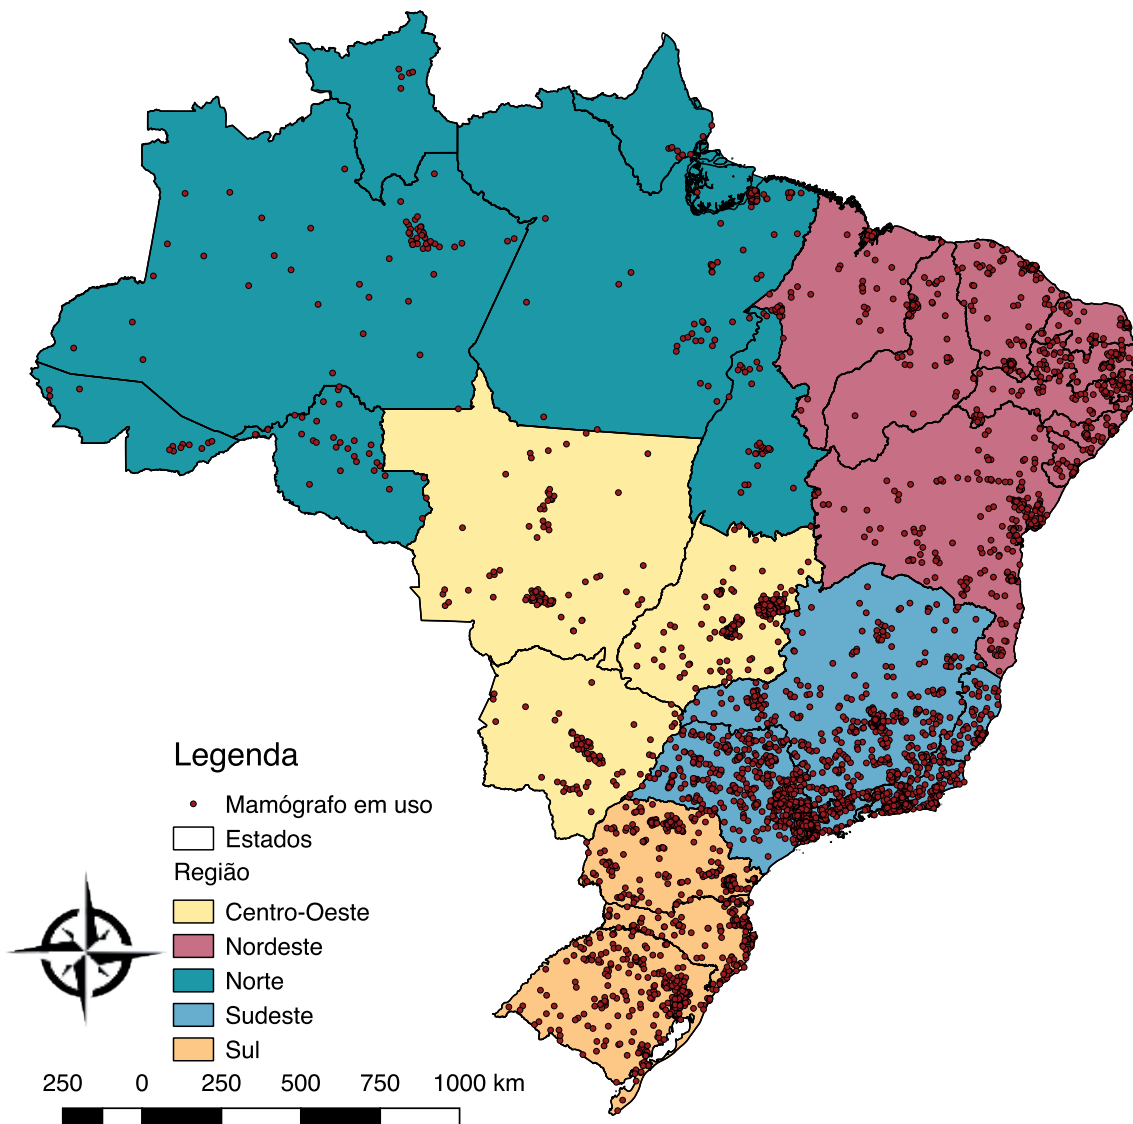 Legenda
Mamógrafo em uso
Estados
Região
Centro-Oeste
Nordeste
Norte
Sudeste
Sul
250 0 250 500 750 1000 km